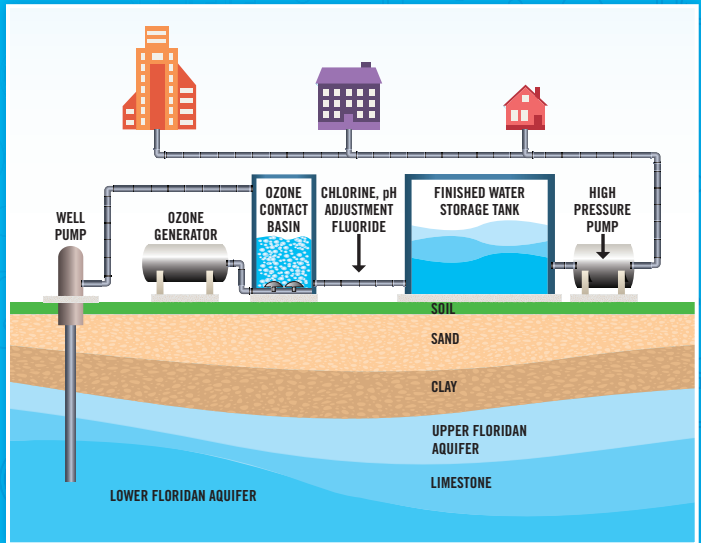 WELL
PUMP
OZONE
GENERATOR
OZONE
CONTACT
BASIN
CHLORINE, pH
ADJUSTMENT
FLUORIDE
FINISHED WATER
STORAGE TANK
HIGH
PRESSURE
PUMP
SOIL
SAND
CLAY
UPPER FLORIDAN
AQUIFER
LIMESTONE
LOWER FLORIDAN AQUIFER